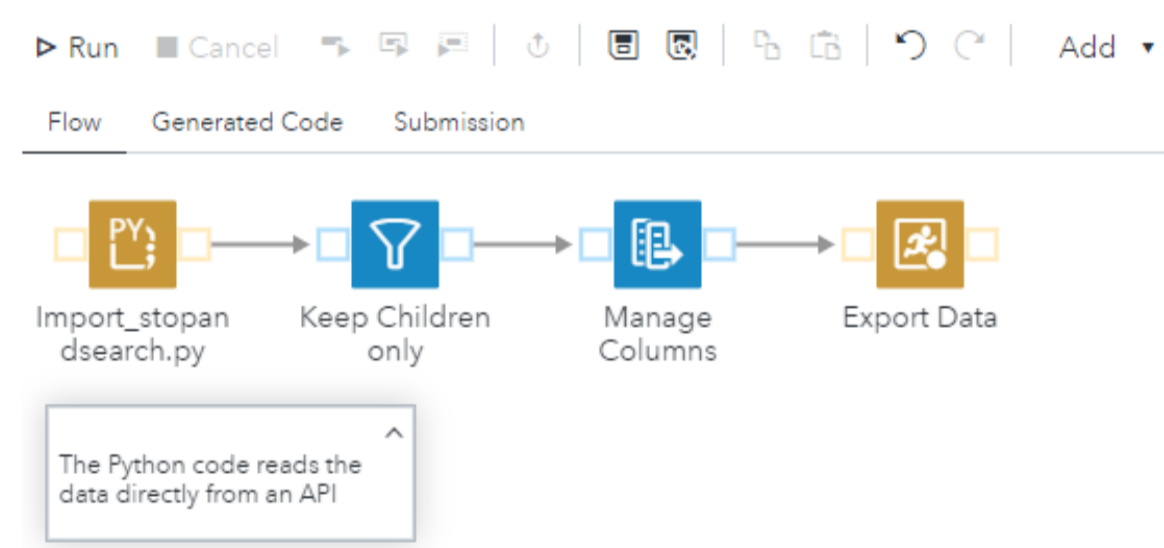 Run Cancel Add
Flow Generated Code Submission
PY
Import_stopan
dsearch.py
Keep Children
only
Manage
Columns
Export Data
The Python code reads the
data directly from an API